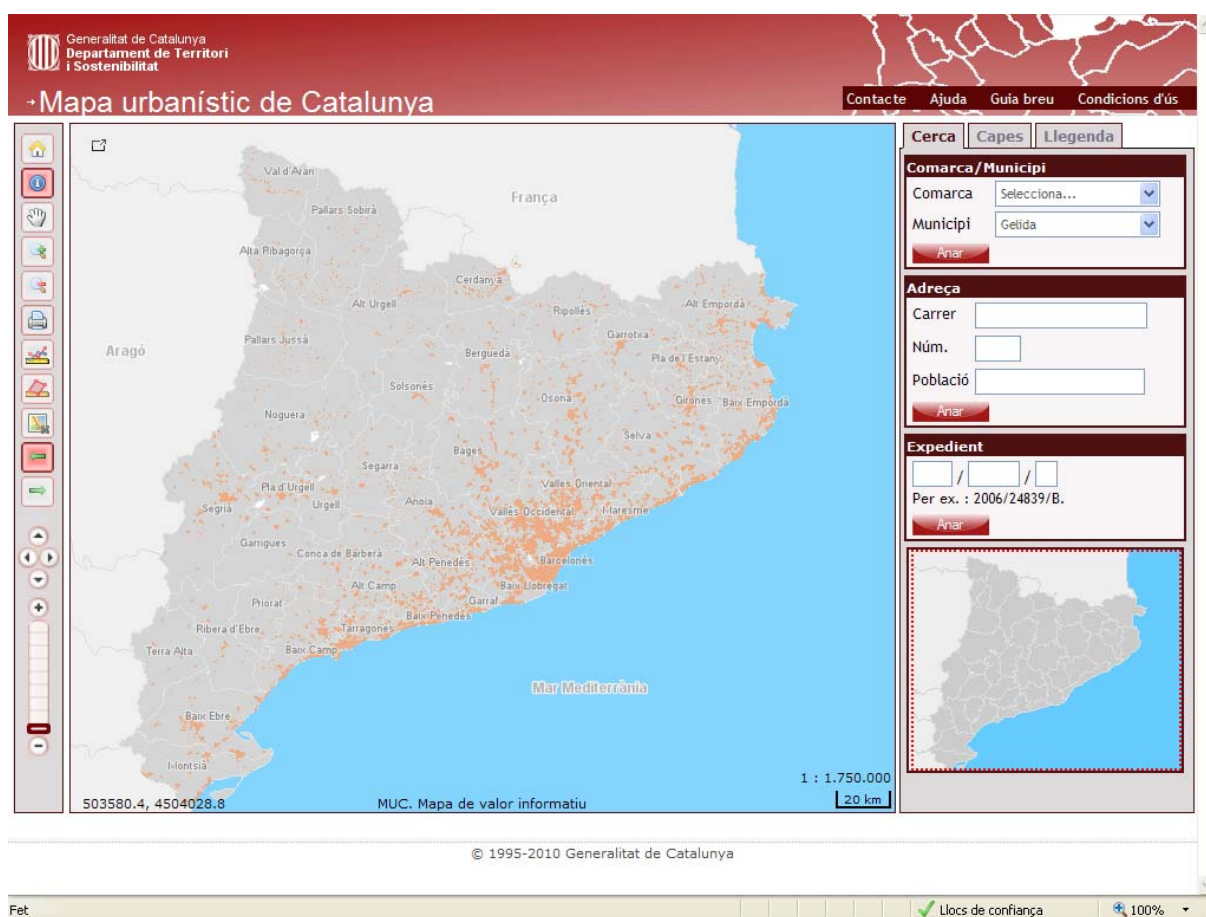 Generalitat de Catalunya
Departament de Territori
i Sostenibilitat
Mapa urbanístic de Catalunya
Contacte Ajuda Guia breu Condicions d'ús
Cerca Capes Llegenda
Comarca/Municipi
Comarca Selecciona...
Municipi Gelida
Anar
Adreça
Carrer
Núm.
Població
Anar
Expedient
/ /
Per ex. : 2006/24839/B.
Anar
Val d'Aran
França
Pallars Sobirà
Alta Ribagorça
Cerdanya
Alt Urgell
Ripollès
Alt Empordà
Pallars Jussà
Garrotxa
Aragó
Berguedà
Pla de l'Estany
Solsonès
Osona
Gironès Baix Empordà
Noguera
Selva
Bages
Segarra
Vallès Oriental
Pla d'Urgell
Segrià Urgell Anoia
Vallès Occidental Maresme
Garrigues
Conca de Barberà
Alt Penedès
Barcelonès
Alt Camp
Baix Llobregat
Priorat
Garraf
Baix Penedès
Ribera d'Ebre
Tarragonès
Terra Alta
Baix Camp
Mar Mediterrània
Baix Ebre
Montsià
1 : 1.750.000
503580.4, 4504028.8 MUC. Mapa de valor informatiu 20 km
© 1995-2010 Generalitat de Catalunya
Fet Llocs de confiança 100%